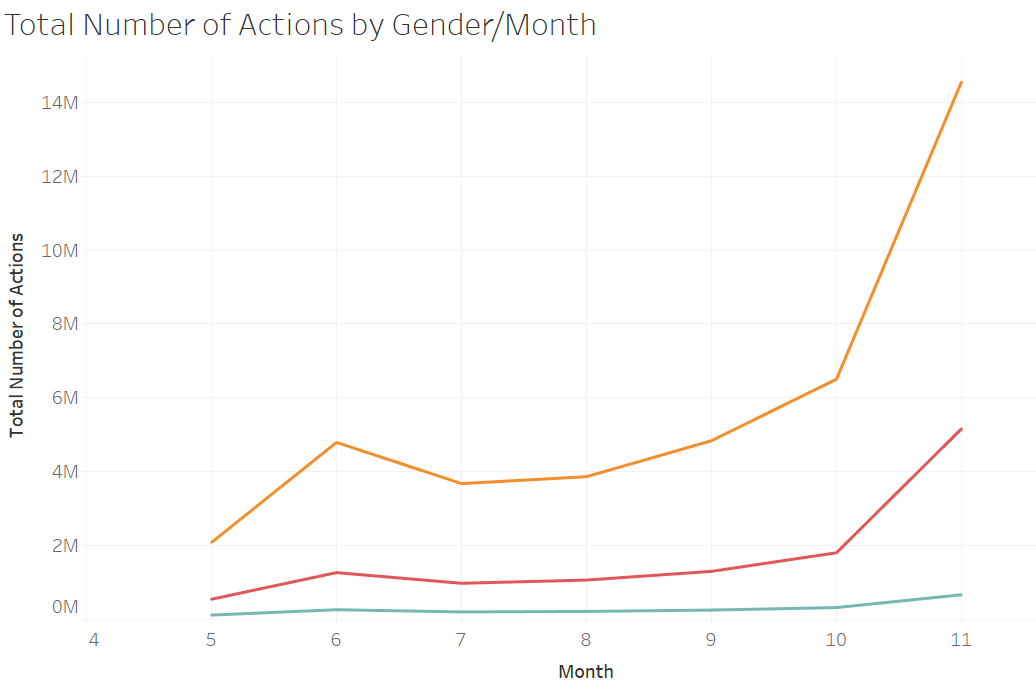 Total Number of Actions by Gender/Month
14M
12M
10M
8M
6M
4M
2M
0M
Total Number of Actions
4 5 6 7 8 9 10 11
Month